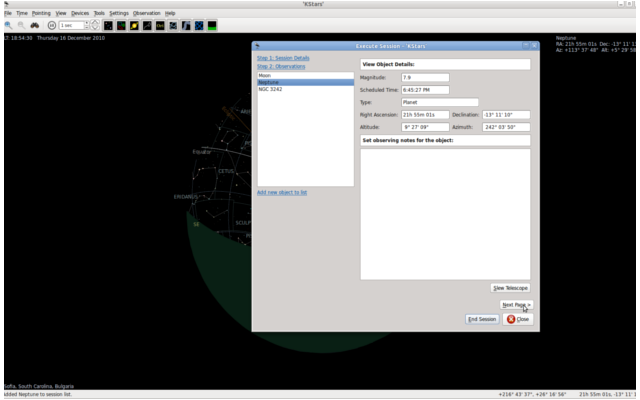 'KStars'
File Time Pointing View Devices Tools Settings Observation Help
1 sec
LT: 18:54:39 Thursday 16 December 2010
Neptune
RA: 21h 55m 01s Dec: -13° 11' 1
Az: +113° 37' 48" Alt: +5° 29' 58
Execute Session - KStars
Step 1: Session Details
Step 2: Observations
Moon
Neptune
NGC 3242
Add new object to list
View Object Details:
Magnitude: 7.9
Scheduled Time: 6:45:27 PM
Type: Planet
Right Ascension: 21h 55m 01s Declination: -13° 11' 10"
Altitude: 9° 27' 09" Azimuth: 242° 03' 50"
Set observing notes for the object:
Slew Telescope
Next Page >
End Session Close
CETUS
ERIDANUS
SE
SCULP
Sofia, South Carolina, Bulgaria
Added Neptune to session list.
+216° 43' 37", +26° 16' 56" 21h 55m 01s, -13° 11' 1